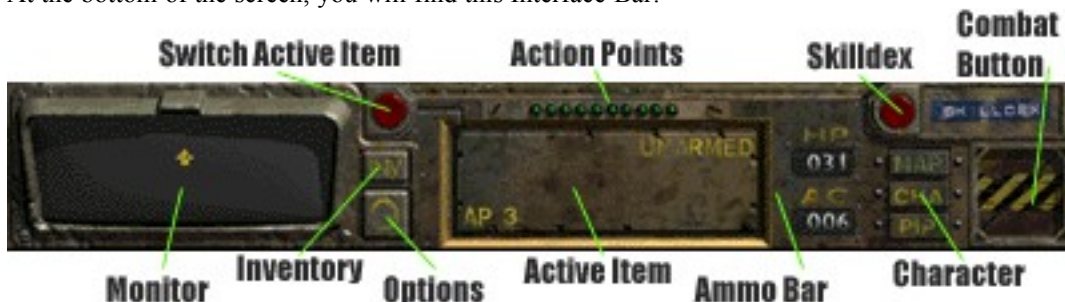 At the bottom of the screen, you will find this Interface Bar:
Combat
Button
Switch Active Item
Action Points
Skilldex
SKILLDEX
UNARMED
HP
031
INV
MAP
AC
CHA
AP 3
006
PIP
Monitor
Inventory
Options
Active Item
Ammo Bar
Character